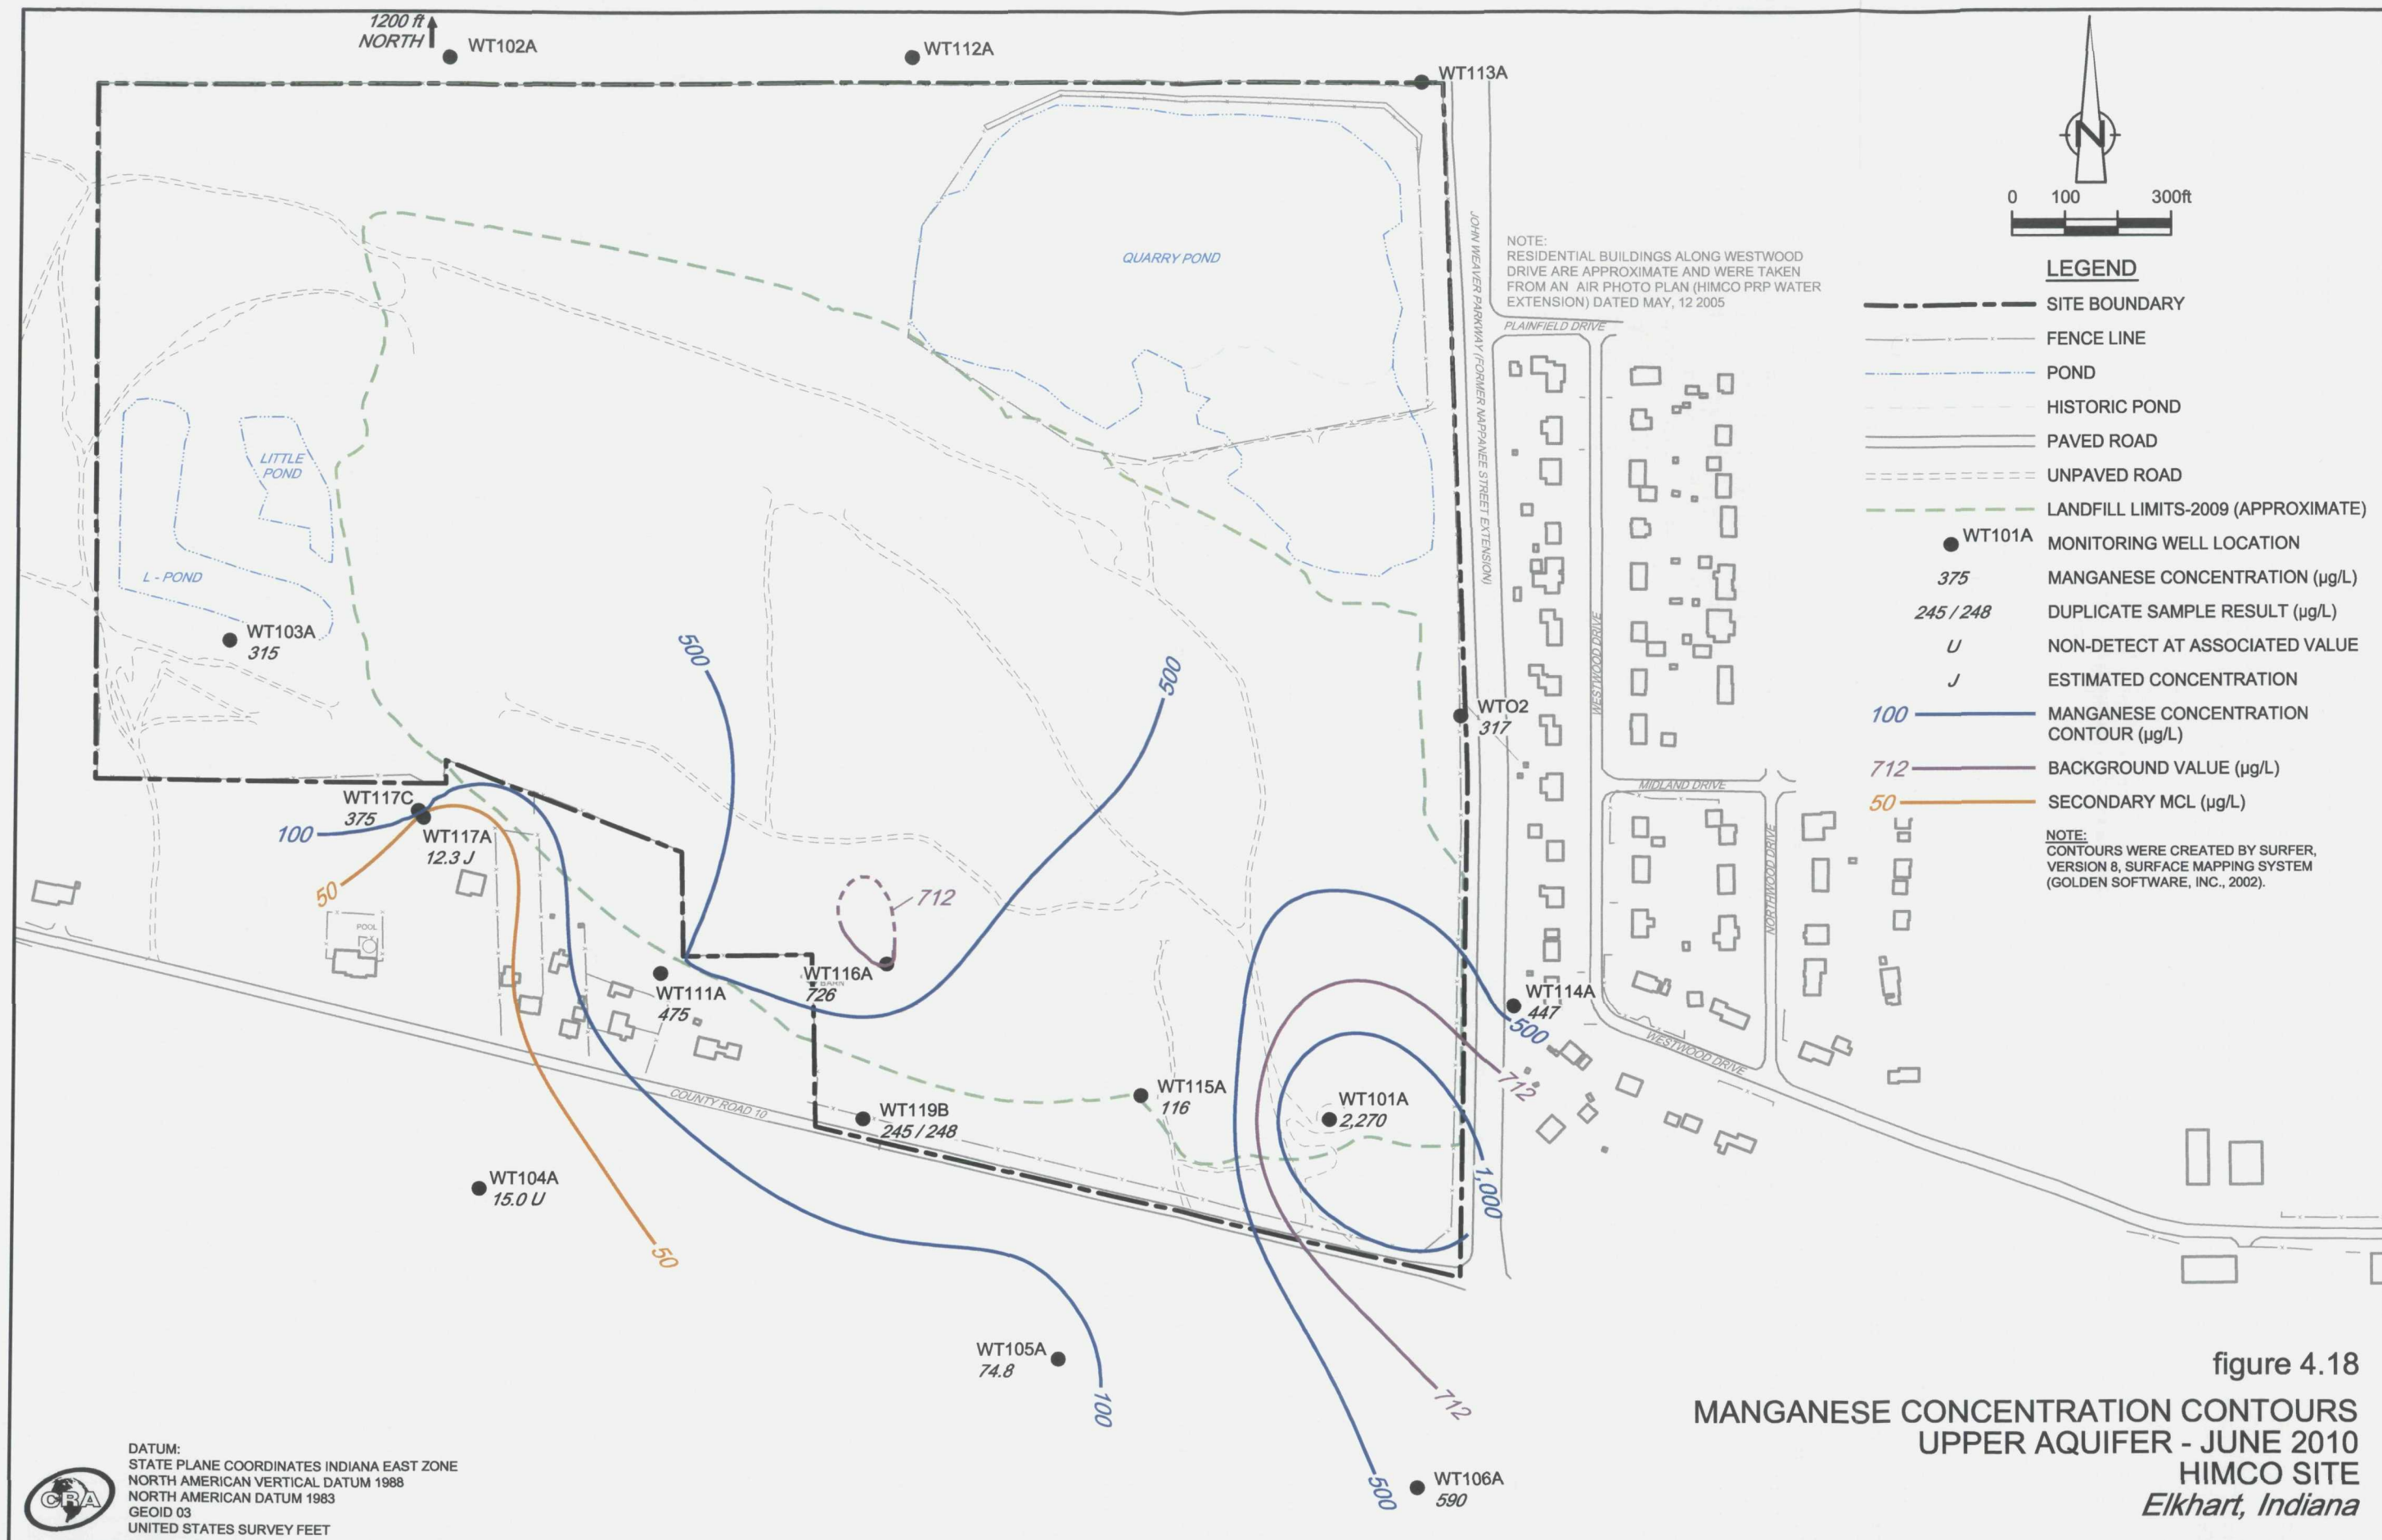 1200 ft
NORTH
WT102A
WT112A
WT113A
N
0 100 300ft
QUARRY POND
JOHN WEAVER PARKWAY (FORMER NAPPANEE STREET EXTENSION)
NOTE:
RESIDENTIAL BUILDINGS ALONG WESTWOOD
DRIVE ARE APPROXIMATE AND WERE TAKEN
FROM AN AIR PHOTO PLAN (HIMCO PRP WATER
EXTENSION) DATED MAY, 12 2005
PLAINFIELD DRIVE
LEGEND
SITE BOUNDARY
FENCE LINE
POND
HISTORIC POND
PAVED ROAD
UNPAVED ROAD
LANDFILL LIMITS-2009 (APPROXIMATE)
WT101A MONITORING WELL LOCATION
375 MANGANESE CONCENTRATION (µg/L)
245 / 248 DUPLICATE SAMPLE RESULT (µg/L)
U NON-DETECT AT ASSOCIATED VALUE
J ESTIMATED CONCENTRATION
100 MANGANESE CONCENTRATION
CONTOUR (µg/L)
712 BACKGROUND VALUE (µg/L)
50 SECONDARY MCL (µg/L)
NOTE:
CONTOURS WERE CREATED BY SURFER,
VERSION 8, SURFACE MAPPING SYSTEM
(GOLDEN SOFTWARE, INC., 2002).
LITTLE
POND
L - POND
WT103A
315
500
500
WESTWOOD DRIVE
WTO2
317
MIDLAND DRIVE
NORTHWOOD DRIVE
WT117C
375
100
WT117A
12.3 J
50
POOL
712
WT116A
BARN
726
WT111A
475
WT114A
447
500
WESTWOOD DRIVE
712
COUNTY ROAD 10
WT119B
245 / 248
WT115A
116
WT101A
2,270
1,000
WT104A
15.0 U
50
WT105A
74.8
100
712
500
WT106A
590
figure 4.18
MANGANESE CONCENTRATION CONTOURS
UPPER AQUIFER - JUNE 2010
HIMCO SITE
Elkhart, Indiana
CRA
DATUM:
STATE PLANE COORDINATES INDIANA EAST ZONE
NORTH AMERICAN VERTICAL DATUM 1988
NORTH AMERICAN DATUM 1983
GEOID 03
UNITED STATES SURVEY FEET